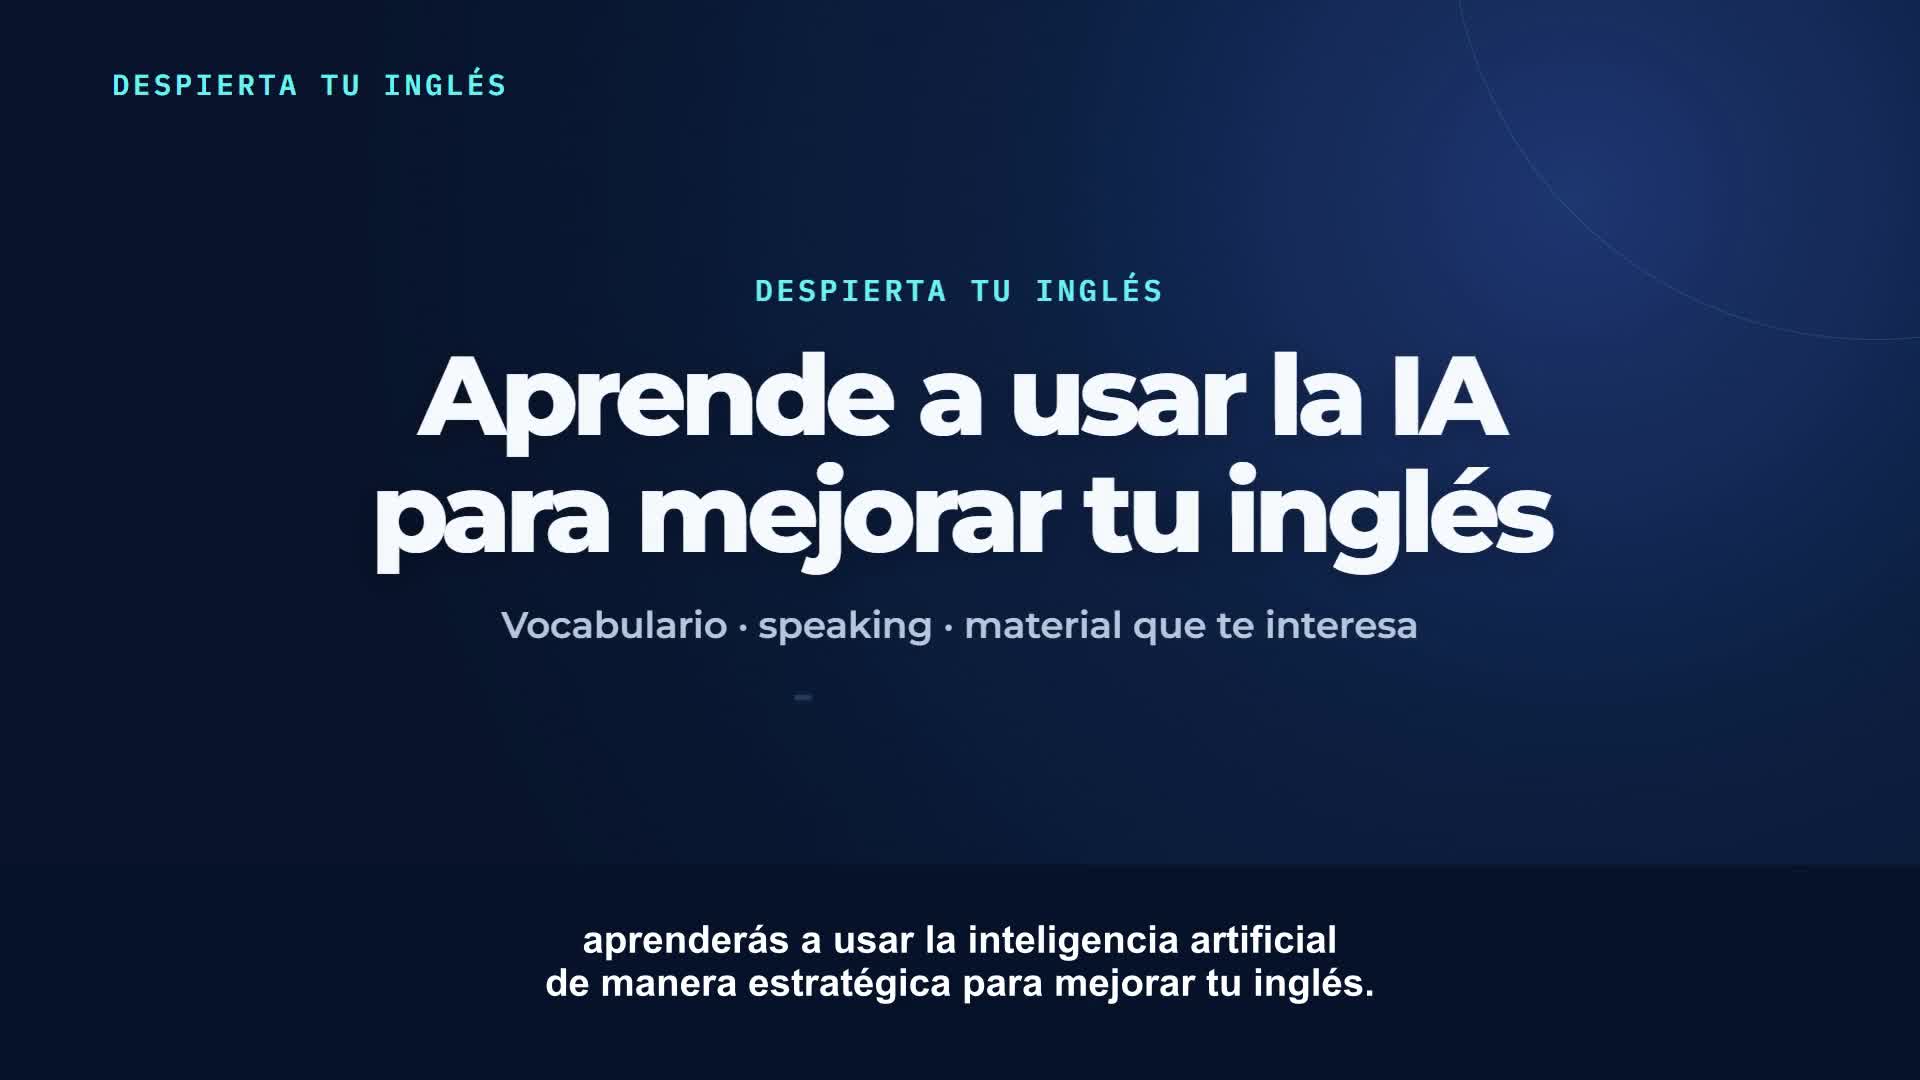 DESPIERTA TU INGLÉS
DESPIERTA TU INGLÉS
Aprende a usar la IA
para mejorar tu inglés
Vocabulario · speaking · material que te interesa
aprenderás a usar la inteligencia artificial
de manera estratégica para mejorar tu inglés.